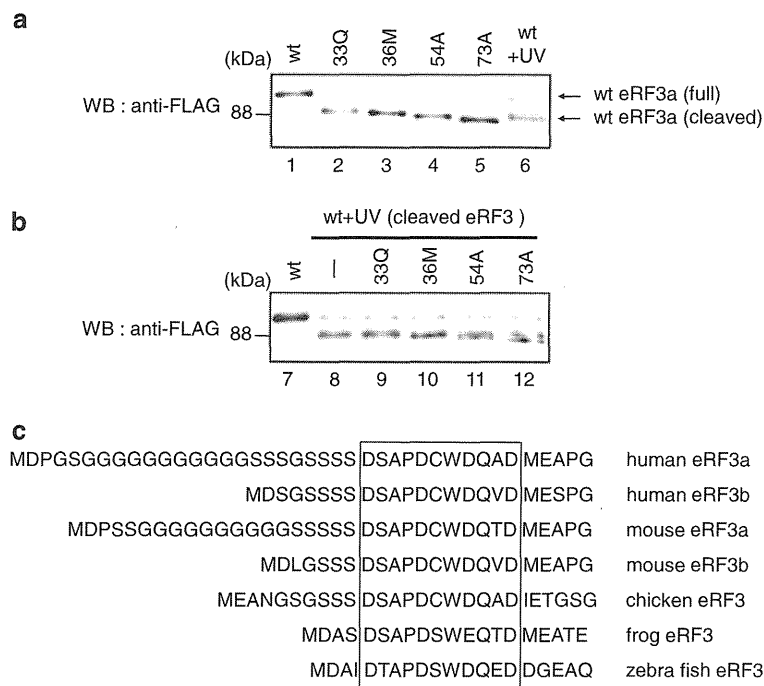 a
(kDa) wt 33Q 36M 54A 73A wt +UV
WB : anti-FLAG 88 wt eRF3a (full)
wt eRF3a (cleaved)
1 2 3 4 5 6
b
wt+UV (cleaved eRF3 )
(kDa) wt — 33Q 36M 54A 73A
WB : anti-FLAG 88
7 8 9 10 11 12
c
MDPGSGGGGGGGGGGGGSSSGSSSS DSAPDCWDQAD MEAPG human eRF3a
MDSGSSSS DSAPDCWDQVD MESPG human eRF3b
MDPSSGGGGGGGGGGSSSSS DSAPDCWDQTD MEAPG mouse eRF3a
MDLGSSS DSAPDCWDQVD MEAPG mouse eRF3b
MEANGSGSSS DSAPDCWDQAD IETGSG chicken eRF3
MDAS DSAPDSWEQTD MEATE frog eRF3
MDAI DTAPDSWDQED DGEAQ zebra fish eRF3